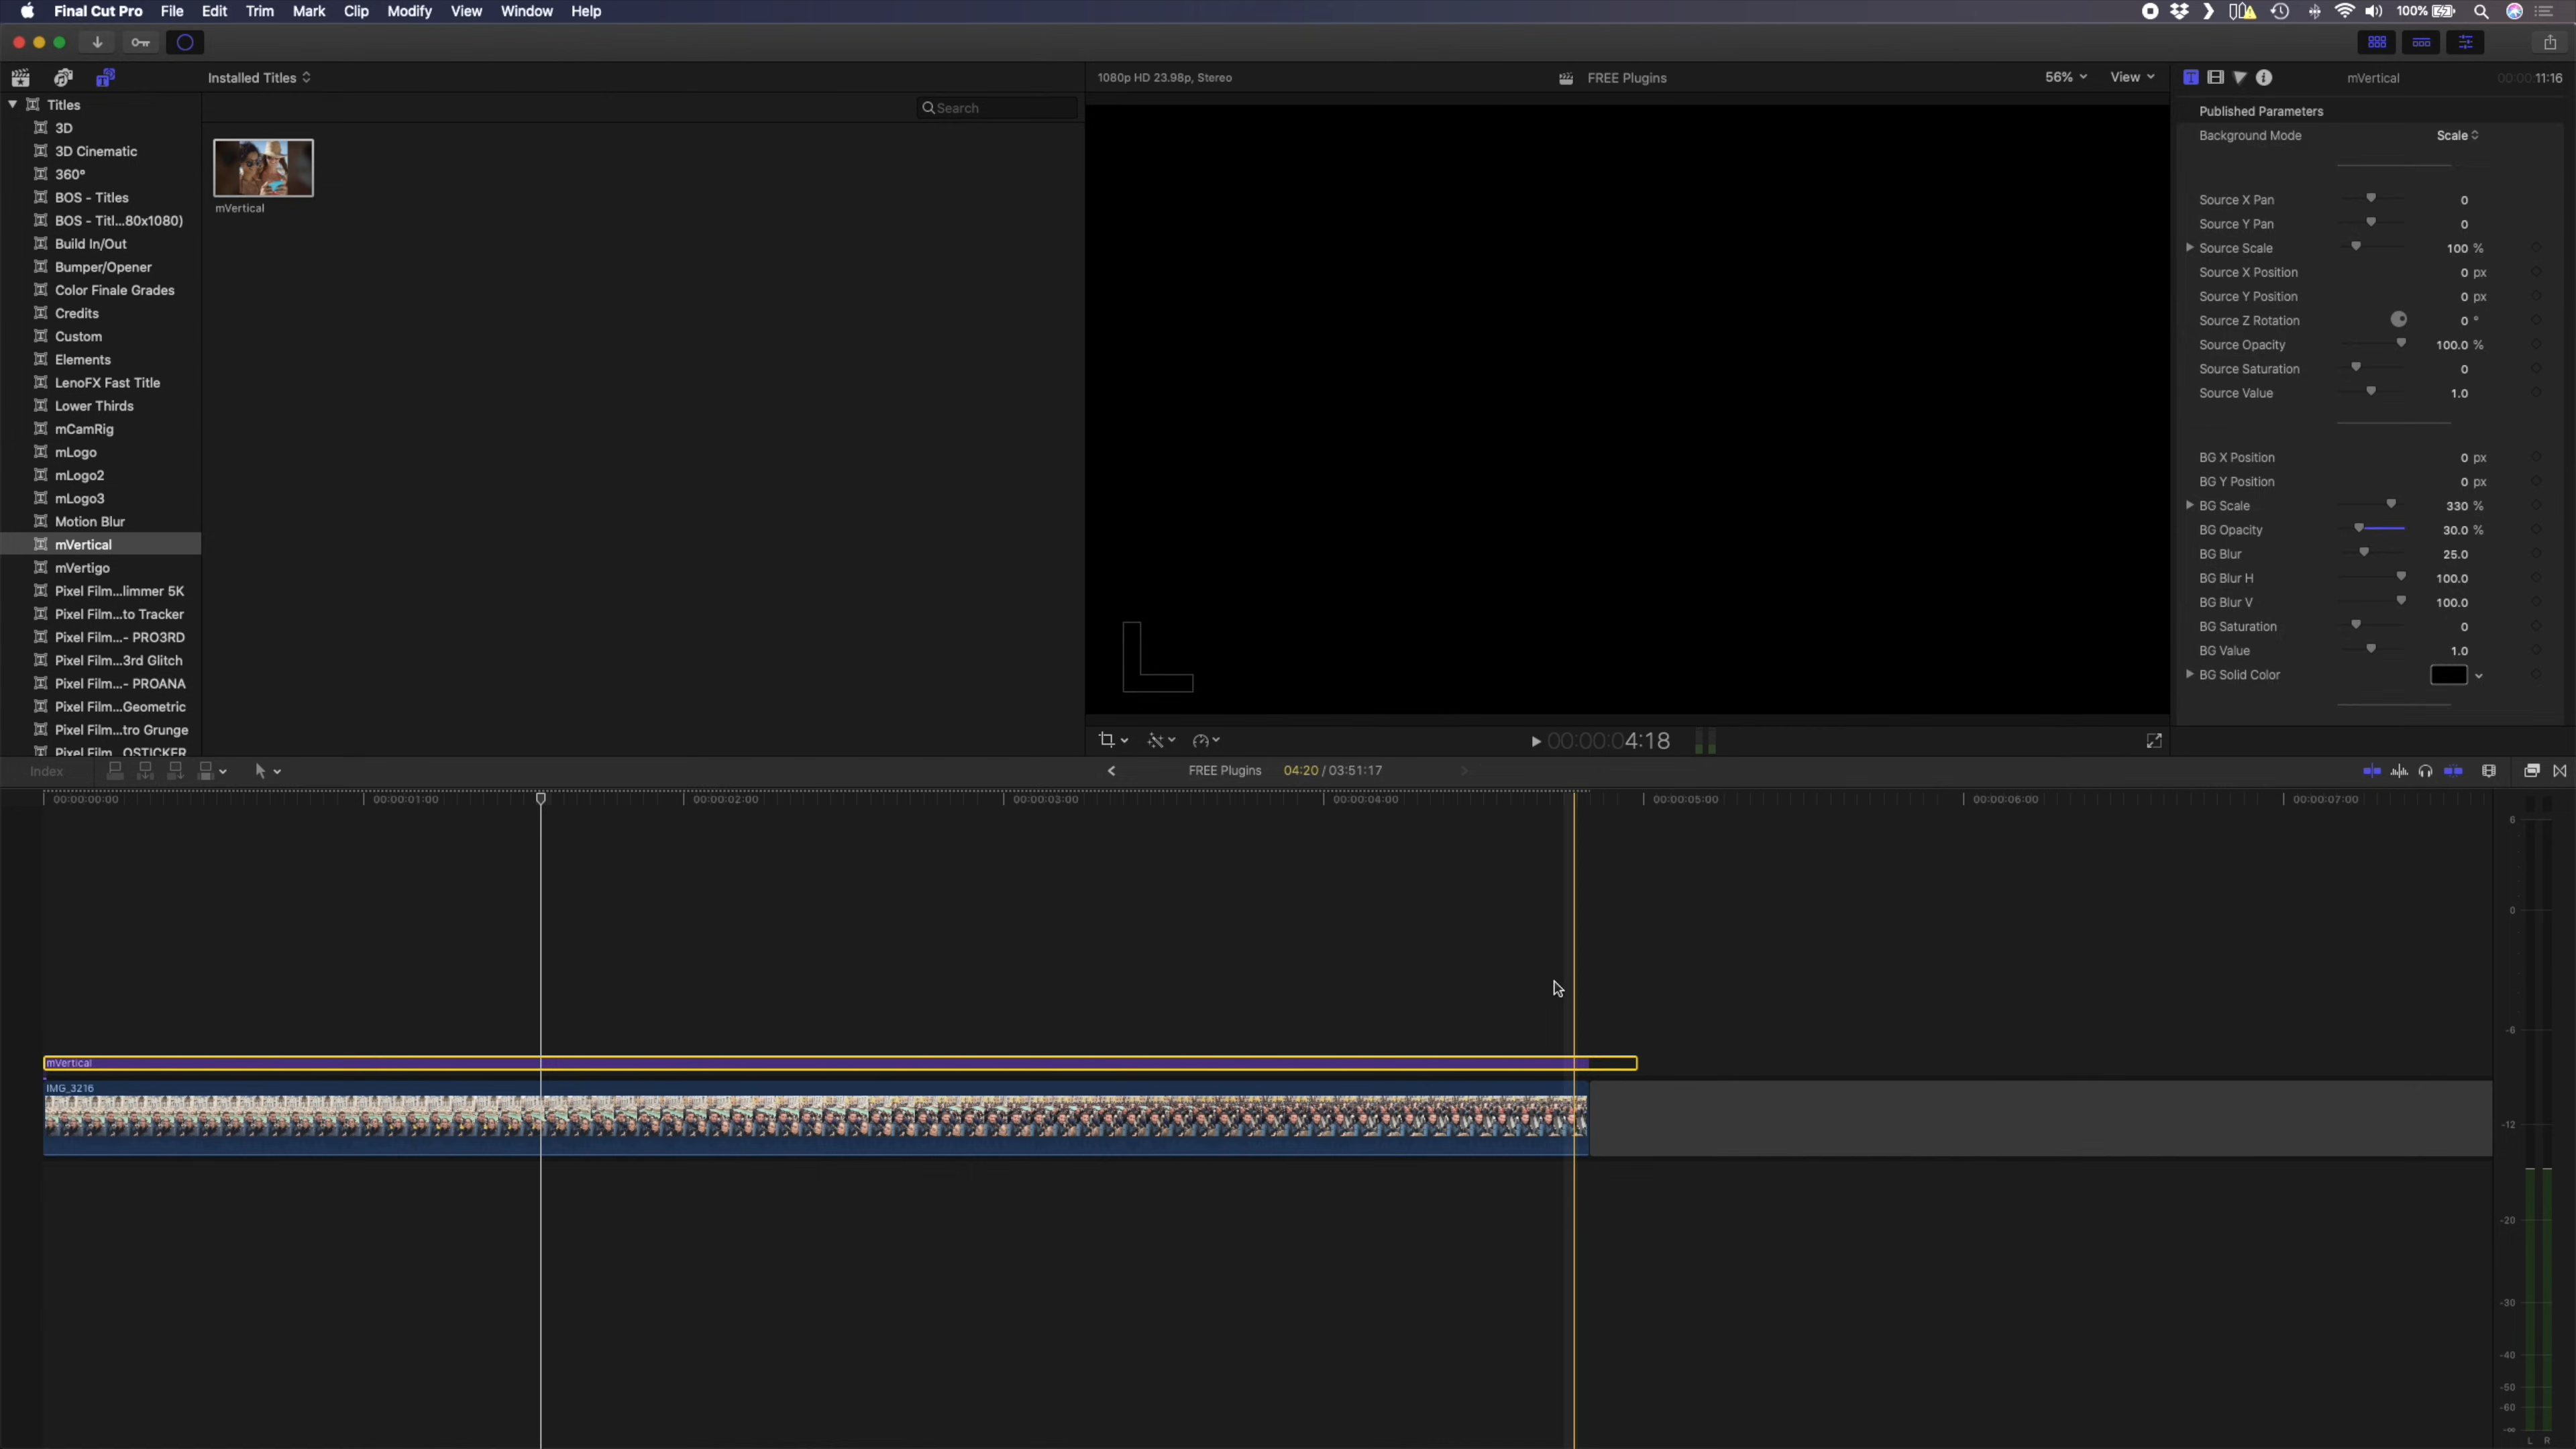 Final Cut Pro File Edit Trim Mark Clip Modify View Window Help 100%
Installed Titles
1080p HD 23.98p, Stereo
FREE Plugins
56%
View
mVertical
00:00:00:11:16
Titles
3D
3D Cinematic
360°
BOS - Titles
BOS - Titl...80x1080)
Build In/Out
Bumper/Opener
Color Finale Grades
Credits
Custom
Elements
LenoFX Fast Title
Lower Thirds
mCamRig
mLogo
mLogo2
mLogo3
Motion Blur
mVertical
mVertigo
Pixel Film...limmer 5K
Pixel Film...to Tracker
Pixel Film...- PRO3RD
Pixel Film...3rd Glitch
Pixel Film...- PROANA
Pixel Film...Geometric
Pixel Film...tro Grunge
Pixel Film...OSTICKER
Search
mVertical
Published Parameters
Background Mode Scale
Source X Pan 0
Source Y Pan 0
Source Scale 100 %
Source X Position 0 px
Source Y Position 0 px
Source Z Rotation 0 °
Source Opacity 100.0 %
Source Saturation 0
Source Value 1.0
BG X Position 0 px
BG Y Position 0 px
BG Scale 330 %
BG Opacity 30.0 %
BG Blur 25.0
BG Blur H 100.0
BG Blur V 100.0
BG Saturation 0
BG Value 1.0
BG Solid Color
00:00:04:18
Index
FREE Plugins 04:20 / 03:51:17
00:00:00:00 00:00:01:00 00:00:02:00 00:00:03:00 00:00:04:00 00:00:05:00 00:00:06:00 00:00:07:00
mVertical
IMG_3216
6
0
-6
-12
-20
-30
-40
-50
-60
-∞
L R